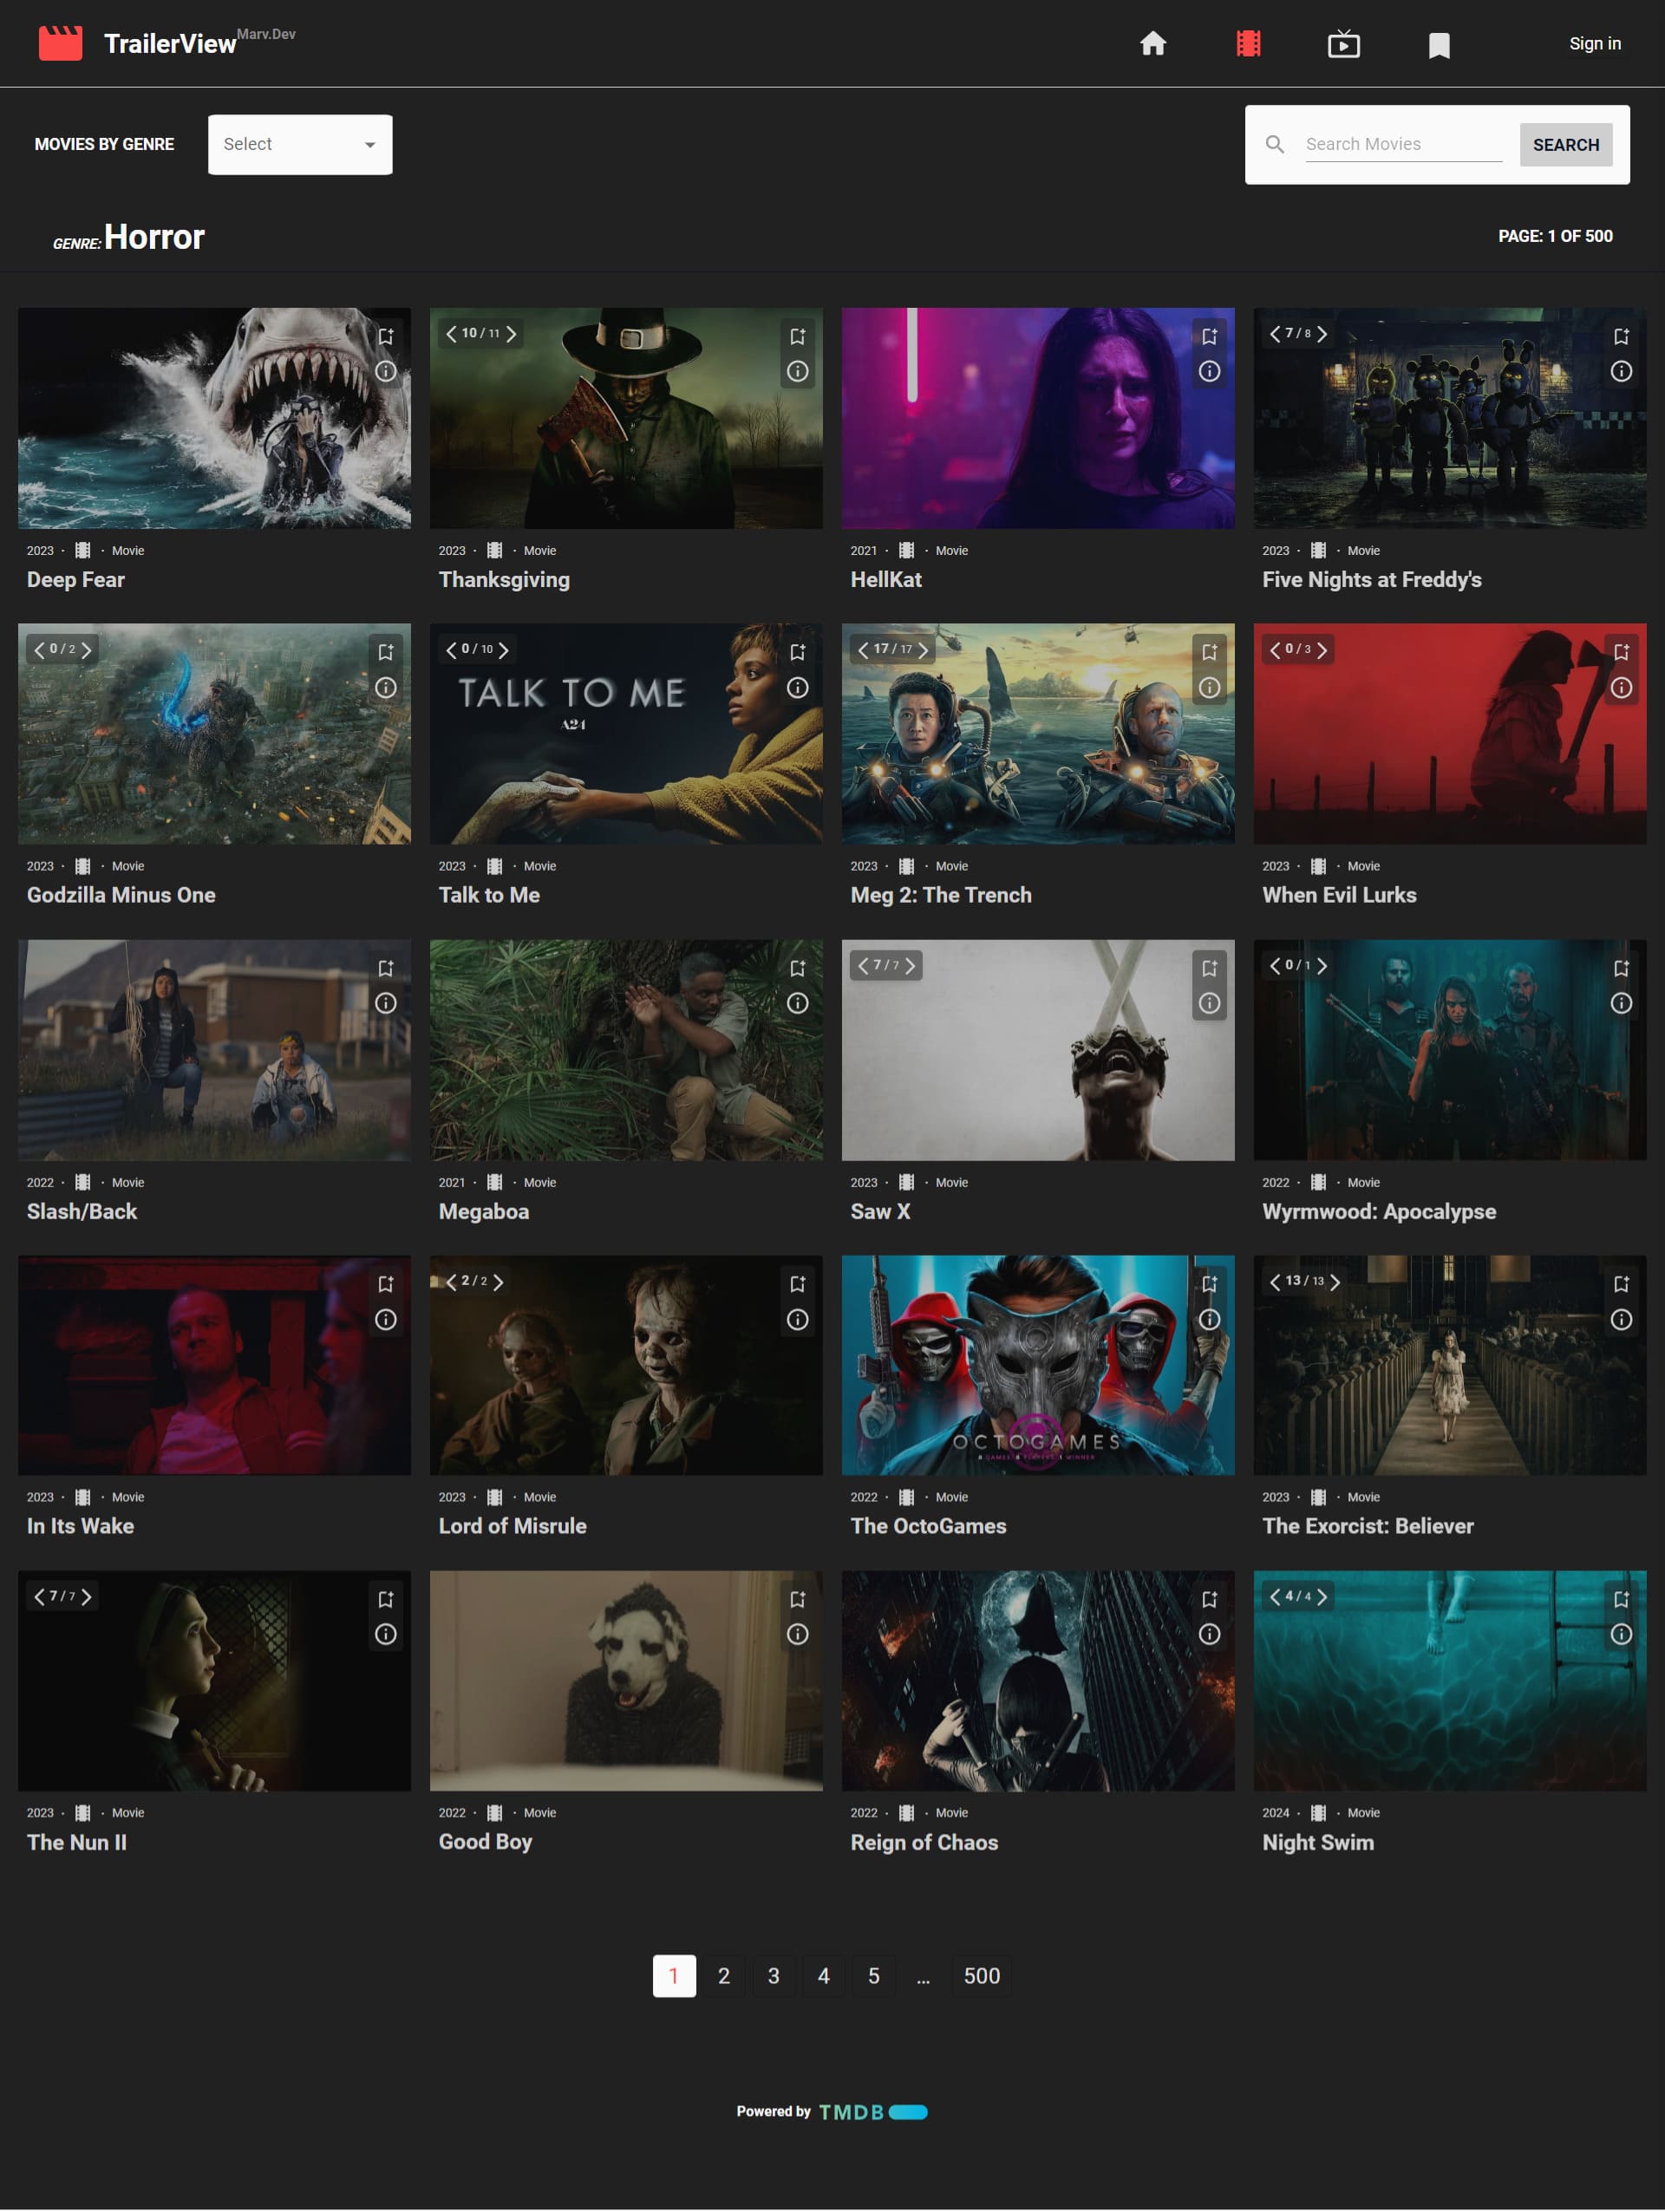 TrailerView Marv.Dev
Sign in
MOVIES BY GENRE
Select
Search Movies
SEARCH
GENRE: Horror
PAGE: 1 OF 500
10 / 11
7 / 8
2023 · · Movie
Deep Fear
2023 · · Movie
Thanksgiving
2021 · · Movie
HellKat
2023 · · Movie
Five Nights at Freddy's
0 / 2
0 / 10
TALK TO ME
A24
17 / 17
0 / 3
2023 · · Movie
Godzilla Minus One
2023 · · Movie
Talk to Me
2023 · · Movie
Meg 2: The Trench
2023 · · Movie
When Evil Lurks
7 / 7
0 / 1
2022 · · Movie
Slash/Back
2021 · · Movie
Megaboa
2023 · · Movie
Saw X
2022 · · Movie
Wyrmwood: Apocalypse
2 / 2
OCTOGAMES
8 GAMES 8 PLAYERS 1 WINNER
13 / 13
2023 · · Movie
In Its Wake
2023 · · Movie
Lord of Misrule
2022 · · Movie
The OctoGames
2023 · · Movie
The Exorcist: Believer
7 / 7
4 / 4
2023 · · Movie
The Nun II
2022 · · Movie
Good Boy
2022 · · Movie
Reign of Chaos
2024 · · Movie
Night Swim
1 2 3 4 5 ... 500
Powered by TMDB